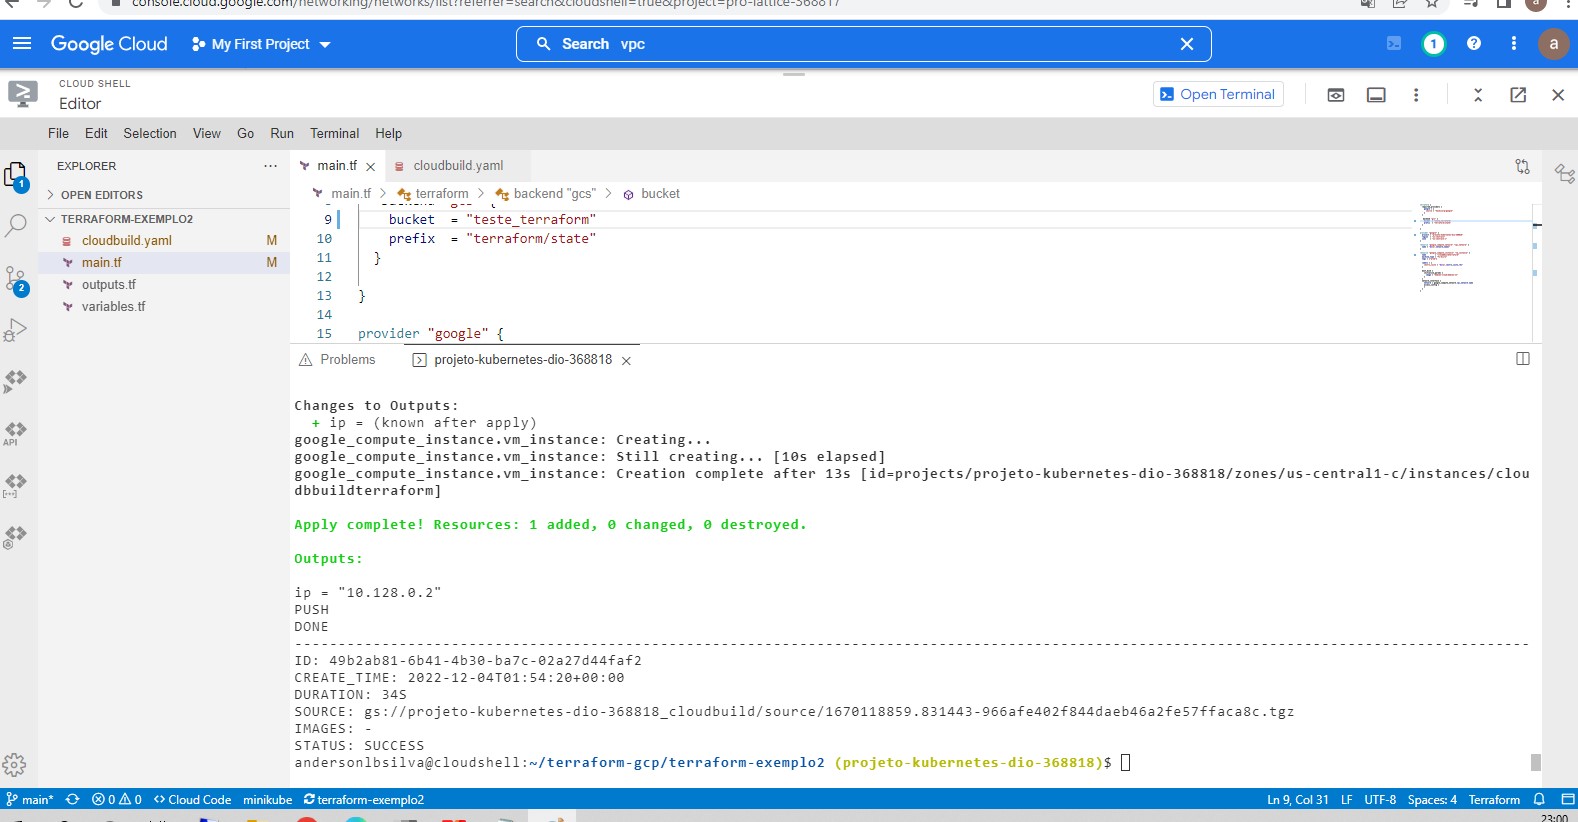 console.cloud.google.com/networking/networks/list?referrer=search&cloudshell=true&project=pro-lattice-368817
Google Cloud
My First Project
Search vpc
1
a
CLOUD SHELL
Editor
Open Terminal
File Edit Selection View Go Run Terminal Help
EXPLORER
OPEN EDITORS
TERRAFORM-EXEMPLO2
cloudbuild.yaml M
main.tf M
outputs.tf
variables.tf
1
2
API
main.tf
cloudbuild.yaml
main.tf > terraform > backend "gcs" > bucket
9 bucket = "teste_terraform"
10 prefix = "terraform/state"
11 }
12
13 }
14
15 provider "google" {
Problems
projeto-kubernetes-dio-368818
Changes to Outputs:
+ ip = (known after apply)
google_compute_instance.vm_instance: Creating...
google_compute_instance.vm_instance: Still creating... [10s elapsed]
google_compute_instance.vm_instance: Creation complete after 13s [id=projects/projeto-kubernetes-dio-368818/zones/us-central1-c/instances/clou
dbbuildterraform]
Apply complete! Resources: 1 added, 0 changed, 0 destroyed.
Outputs:
ip = "10.128.0.2"
PUSH
DONE
ID: 49b2ab81-6b41-4b30-ba7c-02a27d44faf2
CREATE_TIME: 2022-12-04T01:54:20+00:00
DURATION: 34S
SOURCE: gs://projeto-kubernetes-dio-368818_cloudbuild/source/1670118859.831443-966afe402f844daeb46a2fe57ffaca8c.tgz
IMAGES: -
STATUS: SUCCESS
andersonlbsilva@cloudshell:~/terraform-gcp/terraform-exemplo2 (projeto-kubernetes-dio-368818)$
main* 0 0 Cloud Code minikube terraform-exemplo2
Ln 9, Col 31 LF UTF-8 Spaces: 4 Terraform
23:00